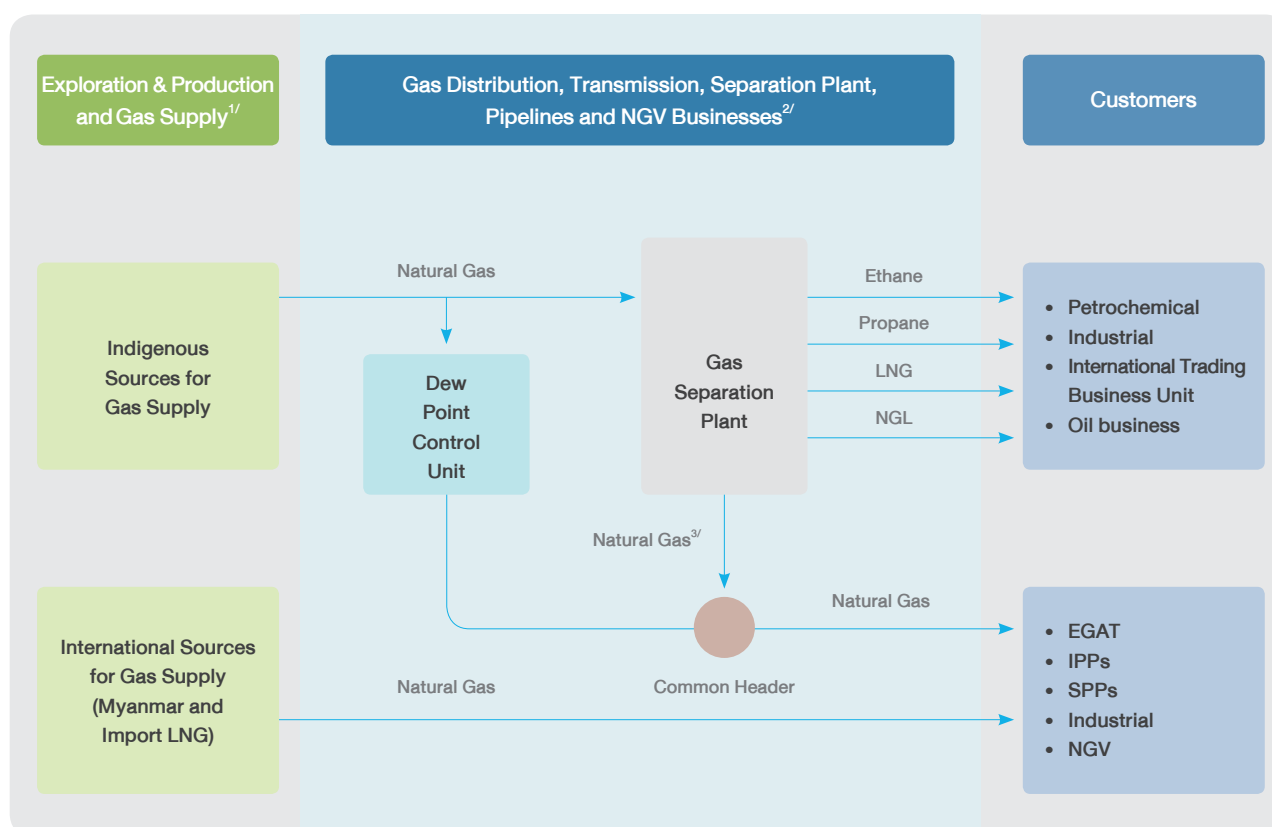 Exploration & Production
and Gas Supply1/
Gas Distribution, Transmission, Separation Plant,
Pipelines and NGV Businesses2/
Customers
Indigenous
Sources for
Gas Supply
Natural Gas
Dew
Point
Control
Unit
Gas
Separation
Plant
Ethane
Propane
LNG
NGL
• Petrochemical
• Industrial
• International Trading
Business Unit
• Oil business
Natural Gas3/
Natural Gas
International Sources
for Gas Supply
(Myanmar and
Import LNG)
Natural Gas
Common Header
• EGAT
• IPPs
• SPPs
• Industrial
• NGV